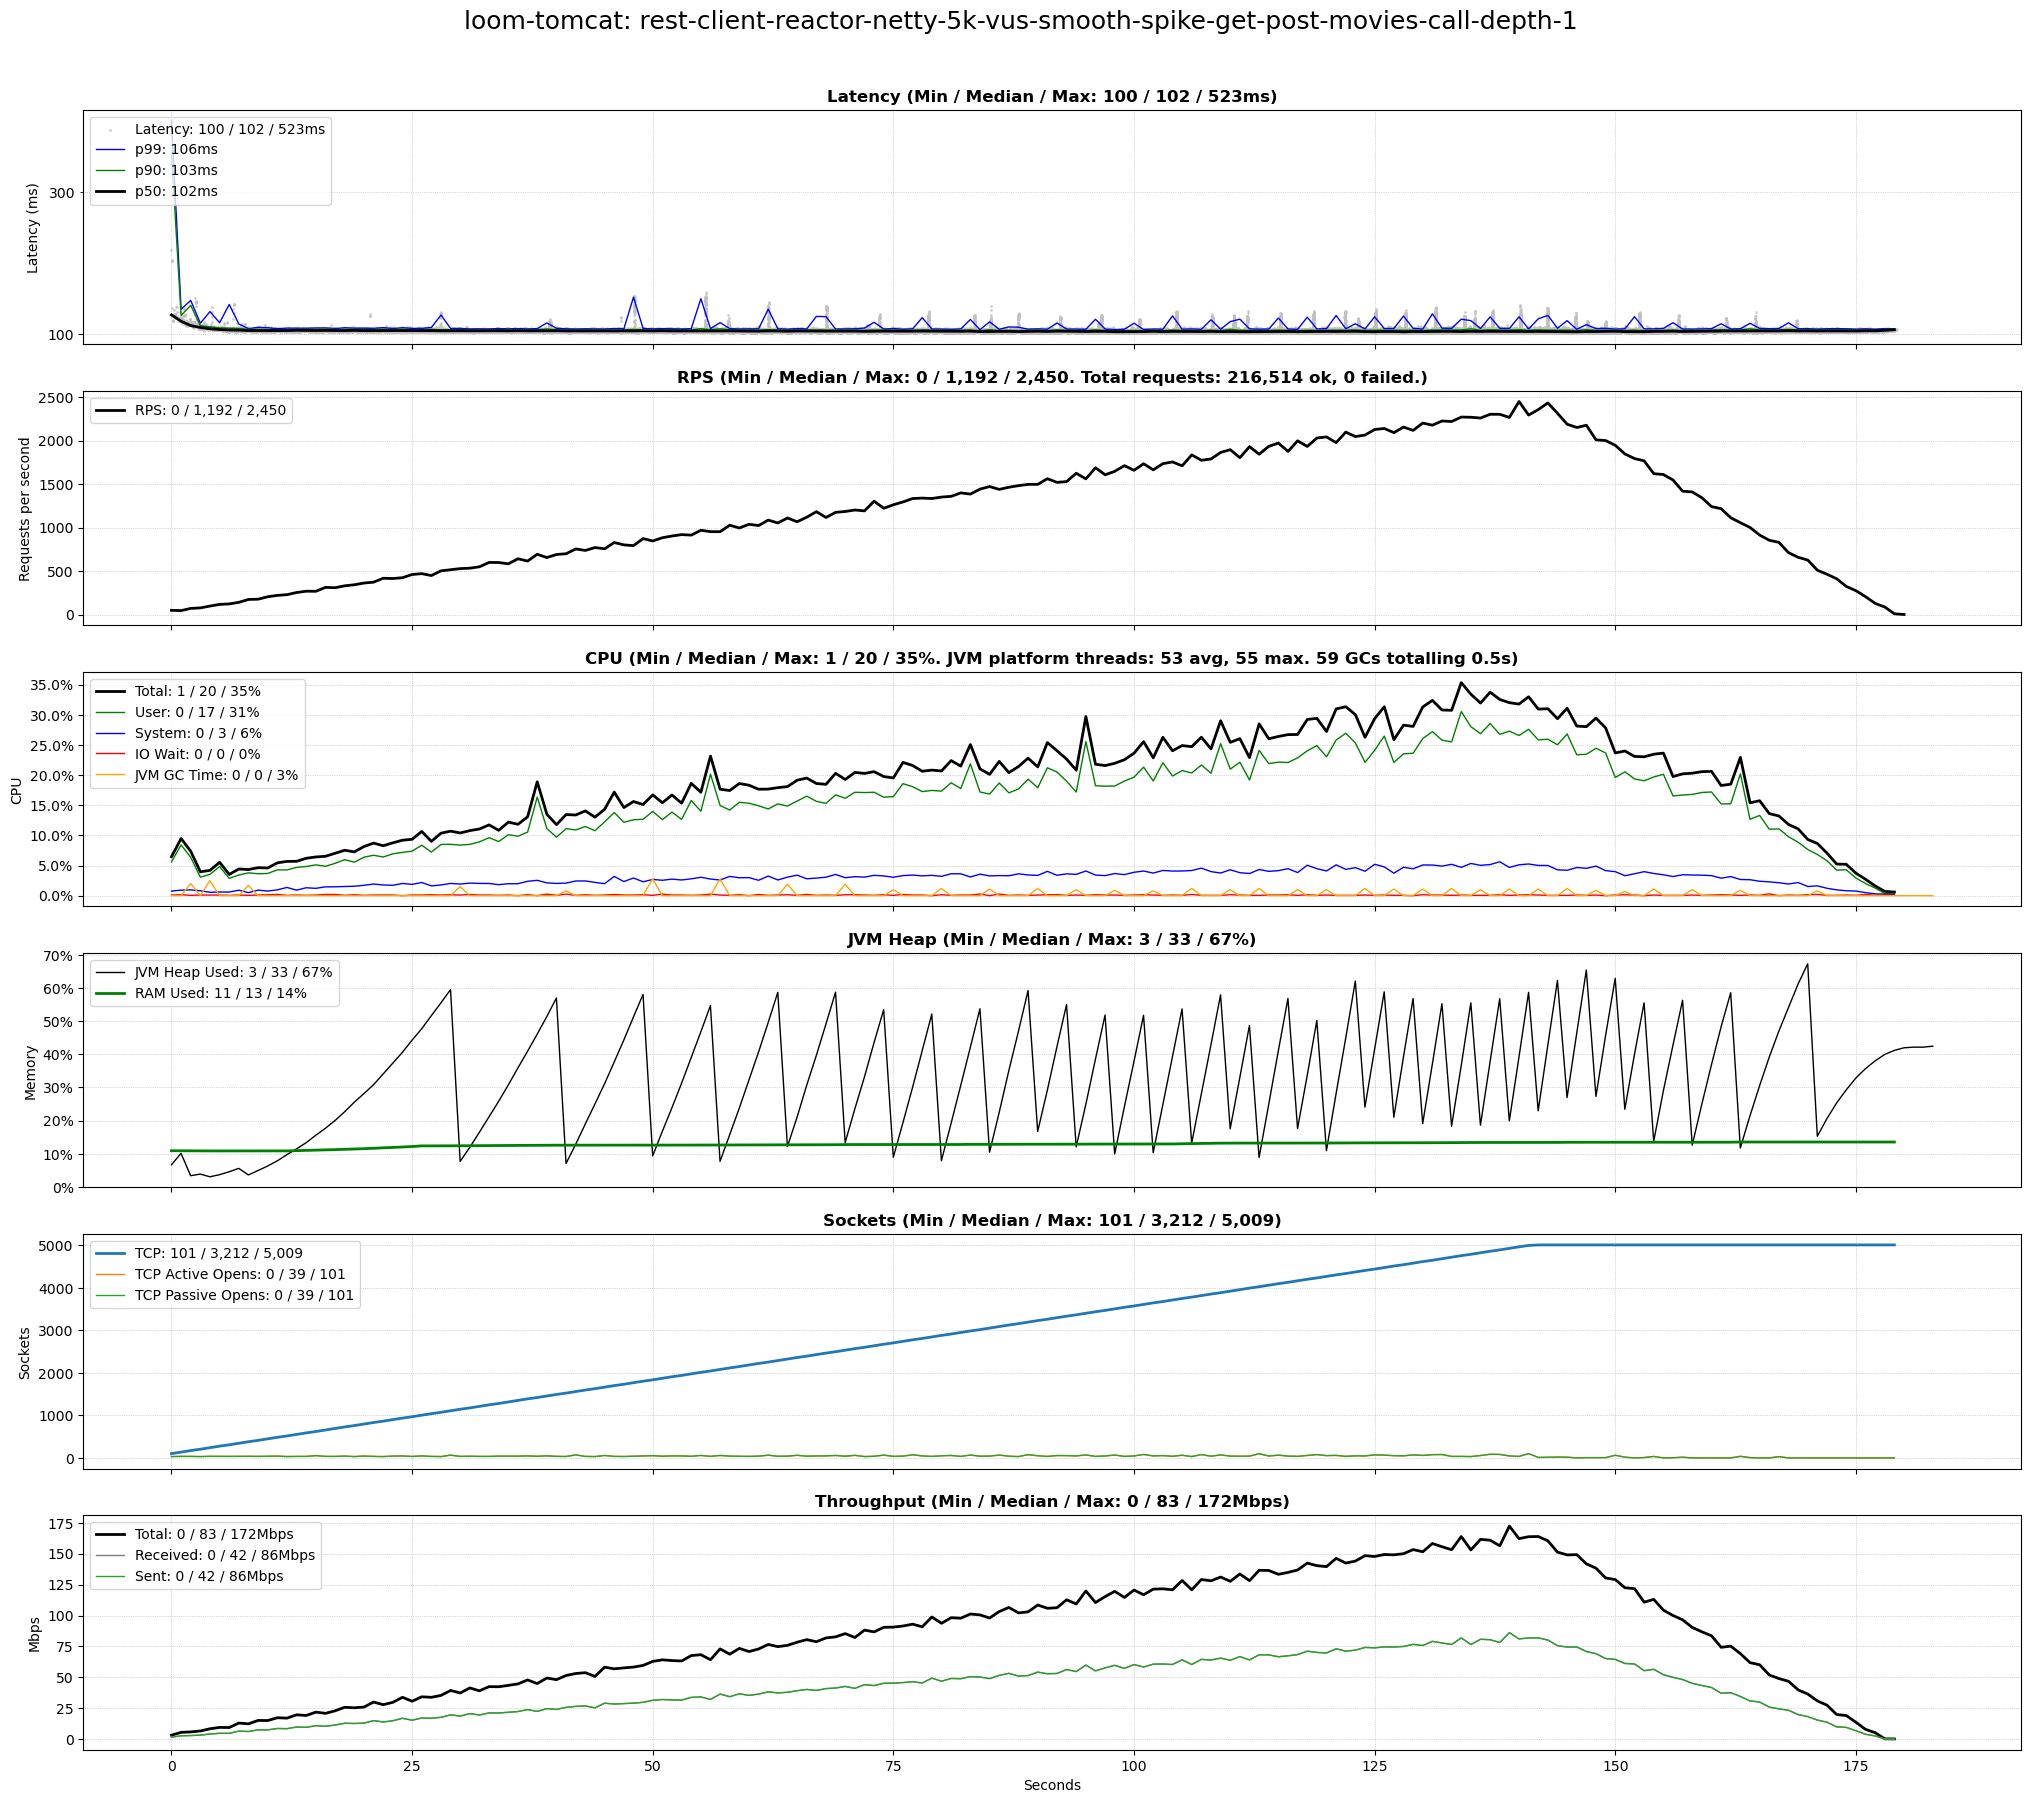 loom-tomcat: rest-client-reactor-netty-5k-vus-smooth-spike-get-post-movies-call-depth-1
Latency (Min / Median / Max: 100 / 102 / 523ms)
Latency: 100 / 102 / 523ms
p99: 106ms
p90: 103ms
p50: 102ms
Latency (ms)
300
100
RPS (Min / Median / Max: 0 / 1,192 / 2,450. Total requests: 216,514 ok, 0 failed.)
RPS: 0 / 1,192 / 2,450
Requests per second
2500
2000
1500
1000
500
0
CPU (Min / Median / Max: 1 / 20 / 35%. JVM platform threads: 53 avg, 55 max. 59 GCs totalling 0.5s)
Total: 1 / 20 / 35%
User: 0 / 17 / 31%
System: 0 / 3 / 6%
IO Wait: 0 / 0 / 0%
JVM GC Time: 0 / 0 / 3%
CPU
35.0%
30.0%
25.0%
20.0%
15.0%
10.0%
5.0%
0.0%
JVM Heap (Min / Median / Max: 3 / 33 / 67%)
JVM Heap Used: 3 / 33 / 67%
RAM Used: 11 / 13 / 14%
Memory
70%
60%
50%
40%
30%
20%
10%
0%
Sockets (Min / Median / Max: 101 / 3,212 / 5,009)
TCP: 101 / 3,212 / 5,009
TCP Active Opens: 0 / 39 / 101
TCP Passive Opens: 0 / 39 / 101
Sockets
5000
4000
3000
2000
1000
0
Throughput (Min / Median / Max: 0 / 83 / 172Mbps)
Total: 0 / 83 / 172Mbps
Received: 0 / 42 / 86Mbps
Sent: 0 / 42 / 86Mbps
Mbps
175
150
125
100
75
50
25
0
0 25 50 75 100 125 150 175
Seconds